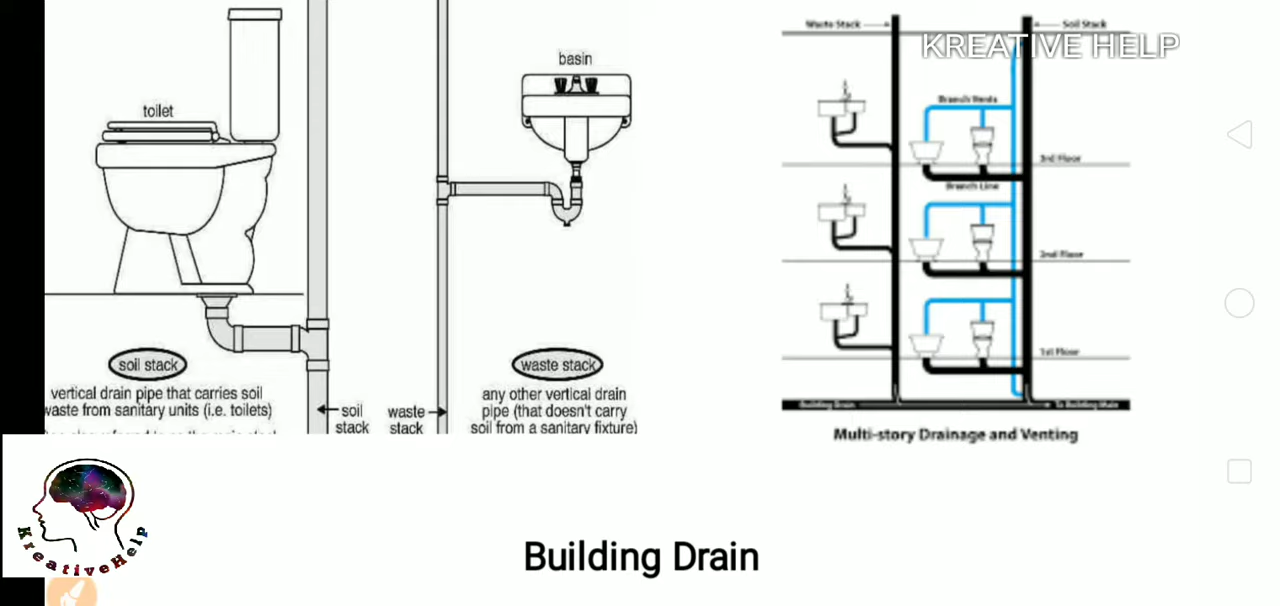 toilet
basin
soil stack
vertical drain pipe that carries soil
waste from sanitary units (i.e. toilets)
soil
stack
waste
stack
waste stack
any other vertical drain
pipe (that doesn't carry
soil from a sanitary fixture)
Waste Stack
Soil Stack
KREATIVE HELP
Branch Vents
3rd Floor
Branch Line
2nd Floor
1st Floor
Building Drain
To Building Main
Multi-story Drainage and Venting
KreativeHelp
Building Drain